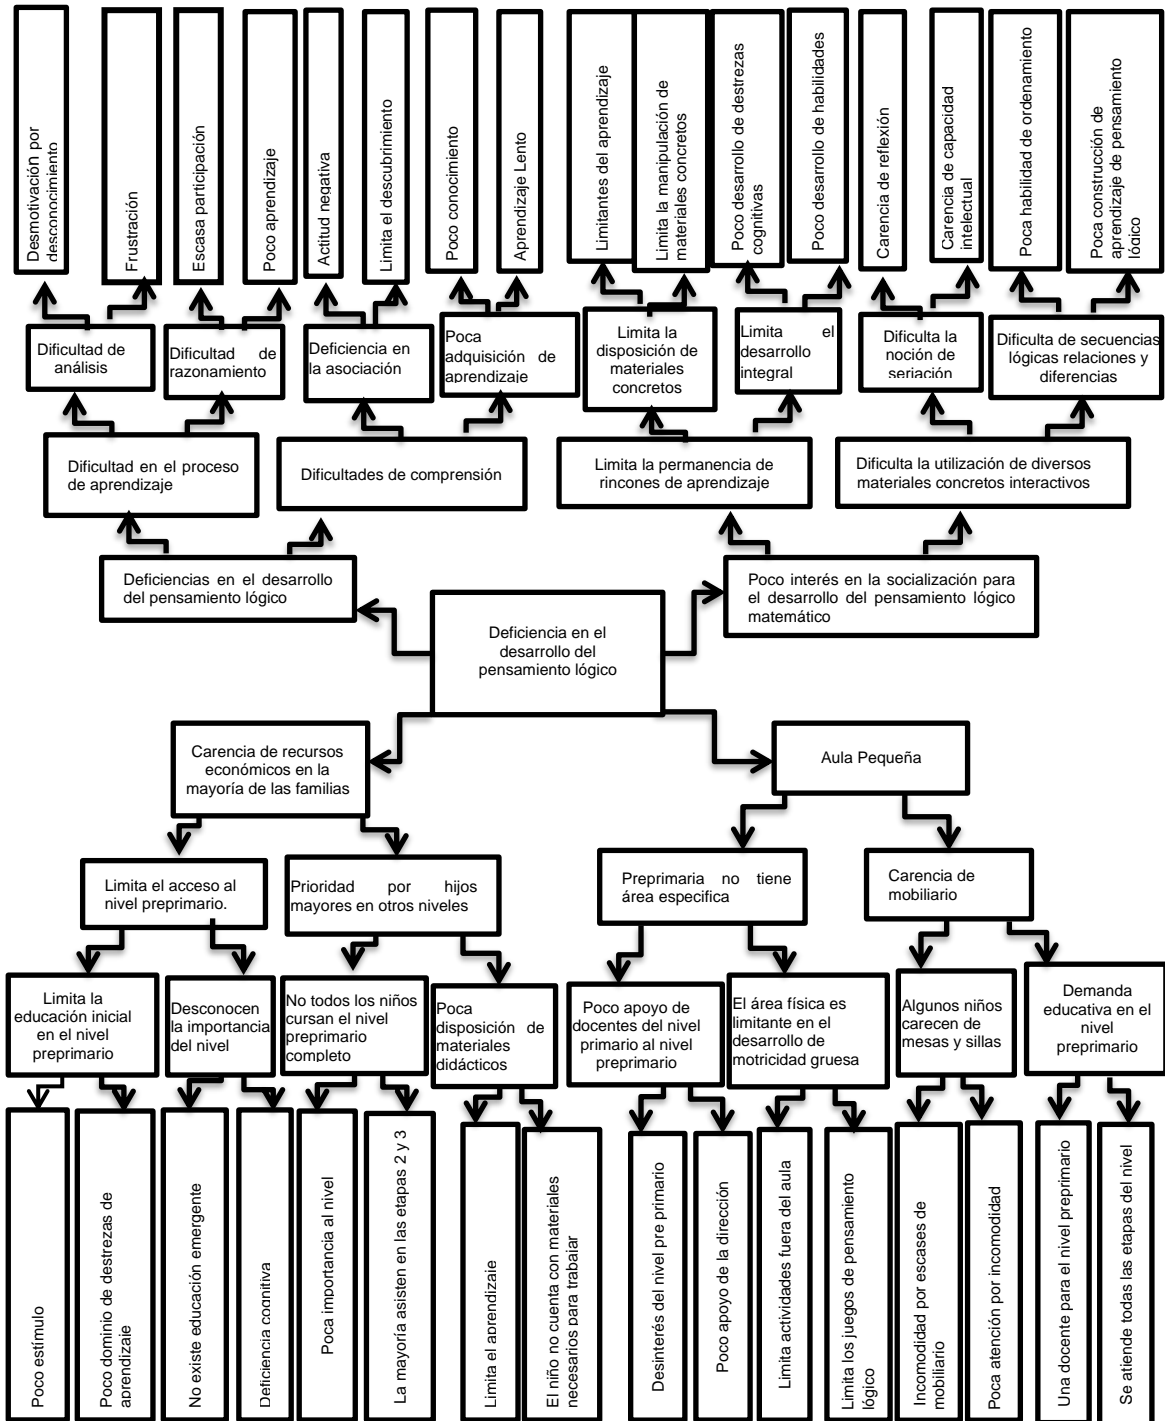 Desmotivación por
desconocimiento
Frustración
Escasa participación
Poco aprendizaje
Actitud negativa
Limita el descubrimiento
Poco conocimiento
Aprendizaje Lento
Limitantes del aprendizaje
Limita la manipulación de
materiales concretos
Poco desarrollo de destrezas
cognitivas
Poco desarrollo de habilidades
Carencia de reflexión
Carencia de capacidad
intelectual
Poca habilidad de ordenamiento
Poca construcción de
aprendizaje de pensamiento
lógico
Dificultad de
análisis
Dificultad de
razonamiento
Deficiencia en
la asociación
Poca
adquisición de
aprendizaje
Limita la
disposición de
materiales
concretos
Limita el
desarrollo
integral
Dificulta la
noción de
seriación
Dificulta de secuencias
lógicas relaciones y
diferencias
Dificultad en el proceso
de aprendizaje
Dificultades de comprensión
Limita la permanencia de
rincones de aprendizaje
Dificulta la utilización de diversos
materiales concretos interactivos
Deficiencias en el desarrollo
del pensamiento lógico
Poco interés en la socialización para
el desarrollo del pensamiento lógico
matemático
Deficiencia en el
desarrollo del
pensamiento lógico
Carencia de recursos
económicos en la
mayoría de las familias
Aula Pequeña
Limita el acceso al
nivel preprimario.
Prioridad por hijos
mayores en otros niveles
Preprimaria no tiene
área especifica
Carencia de
mobiliario
Limita la
educación inicial
en el nivel
preprimario
Desconocen
la importancia
del nivel
No todos los niños
cursan el nivel
preprimario
completo
Poca
disposición de
materiales
didácticos
Poco apoyo de
docentes del nivel
primario al nivel
preprimario
El área física es
limitante en el
desarrollo de
motricidad gruesa
Algunos niños
carecen de
mesas y sillas
Demanda
educativa en el
nivel
preprimario
Poco estímulo
Poco dominio de destrezas de
aprendizaje
No existe educación emergente
Deficiencia cognitiva
Poca importancia al nivel
La mayoría asisten en las etapas 2 y 3
Limita el aprendizaje
El niño no cuenta con materiales
necesarios para trabajar
Desinterés del nivel pre primario
Poco apoyo de la dirección
Limita actividades fuera del aula
Limita los juegos de pensamiento
lógico
Incomodidad por escases de
mobiliario
Poca atención por incomodidad
Una docente para el nivel preprimario
Se atiende todas las etapas del nivel